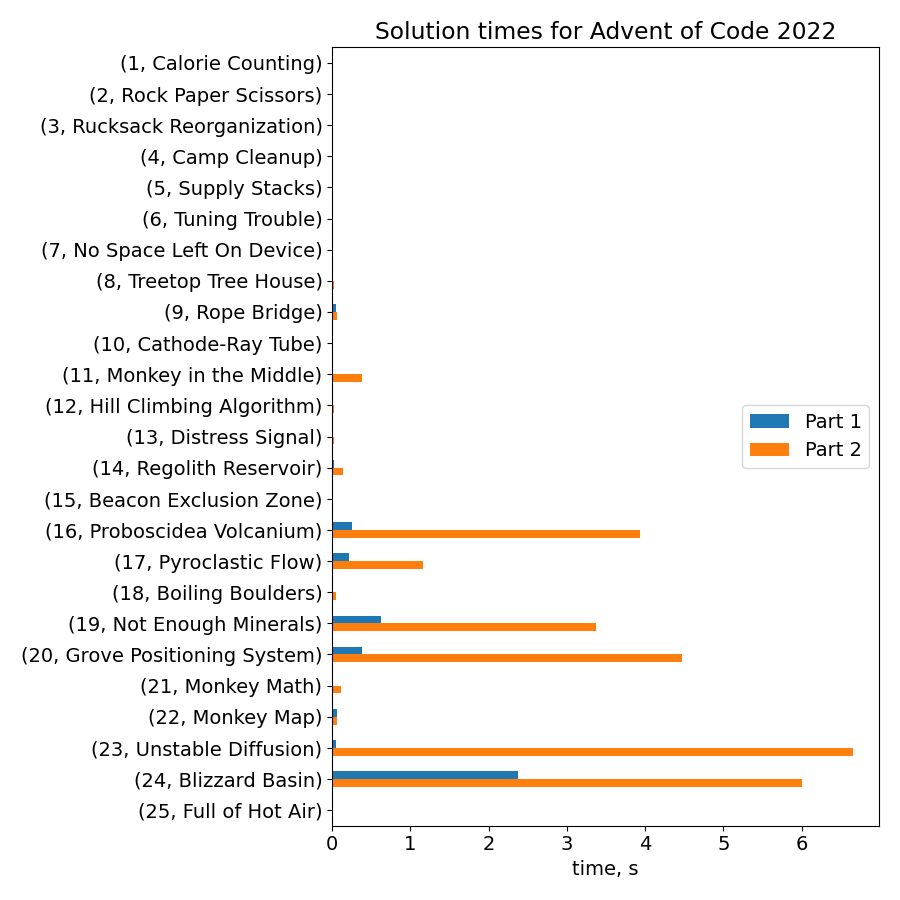 Solution times for Advent of Code 2022
(1, Calorie Counting)
(2, Rock Paper Scissors)
(3, Rucksack Reorganization)
(4, Camp Cleanup)
(5, Supply Stacks)
(6, Tuning Trouble)
(7, No Space Left On Device)
(8, Treetop Tree House)
(9, Rope Bridge)
(10, Cathode-Ray Tube)
(11, Monkey in the Middle)
(12, Hill Climbing Algorithm)
(13, Distress Signal)
(14, Regolith Reservoir)
(15, Beacon Exclusion Zone)
(16, Proboscidea Volcanium)
(17, Pyroclastic Flow)
(18, Boiling Boulders)
(19, Not Enough Minerals)
(20, Grove Positioning System)
(21, Monkey Math)
(22, Monkey Map)
(23, Unstable Diffusion)
(24, Blizzard Basin)
(25, Full of Hot Air)
Part 1
Part 2
0 1 2 3 4 5 6
time, s